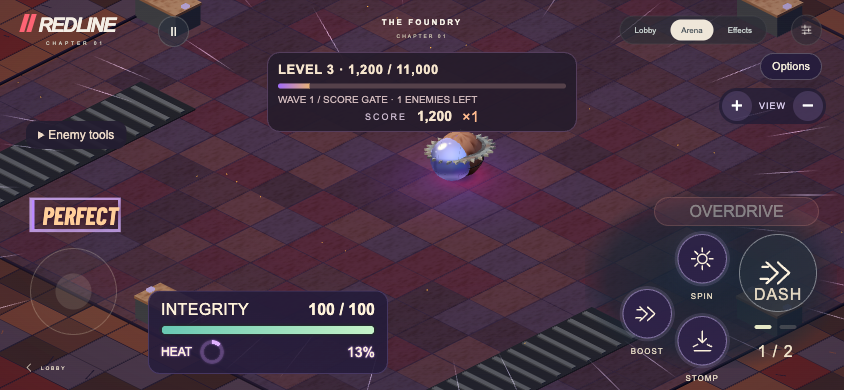 REDLINE
CHAPTER 01
THE FOUNDRY
CHAPTER 01
Lobby Arena Effects
Options
LEVEL 3 · 1,200 / 11,000
WAVE 1 / SCORE GATE · 1 ENEMIES LEFT
SCORE 1,200 ×1
+ VIEW −
▶ Enemy tools
PERFECT
OVERDRIVE
SPIN
DASH
BOOST
STOMP
1 / 2
INTEGRITY 100 / 100
HEAT 13%
LOBBY